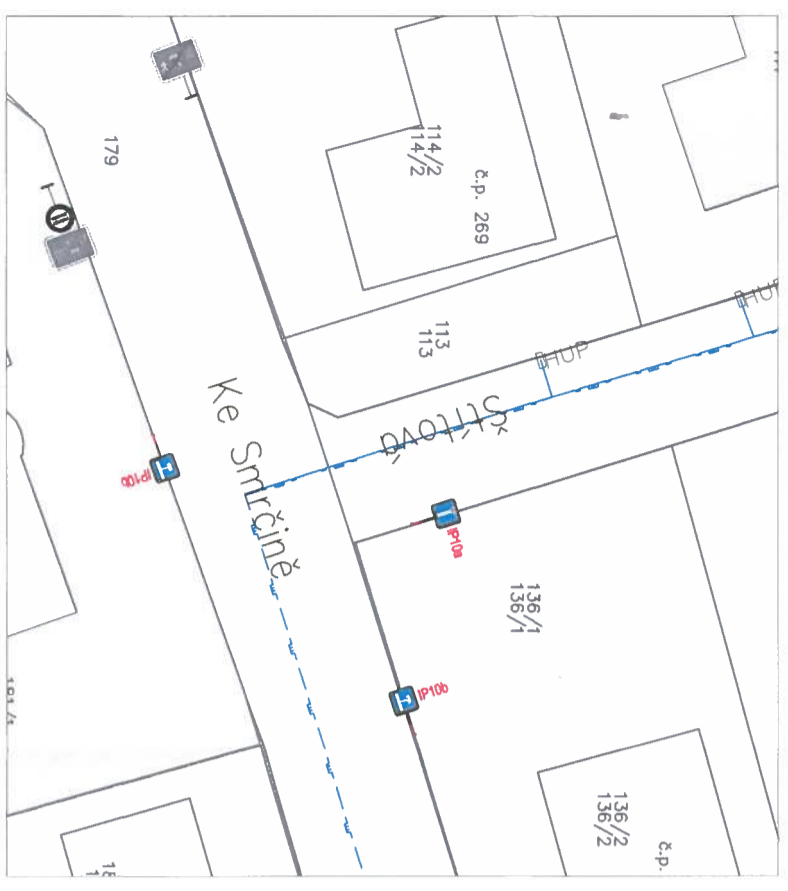 179
114/2
114/2
č.p. 269
113
113
HUP
HUP
Štítová
Ke Smrčině
IP10b
IP10a
136/1
136/1
IP10b
136/2
136/2
č.p.